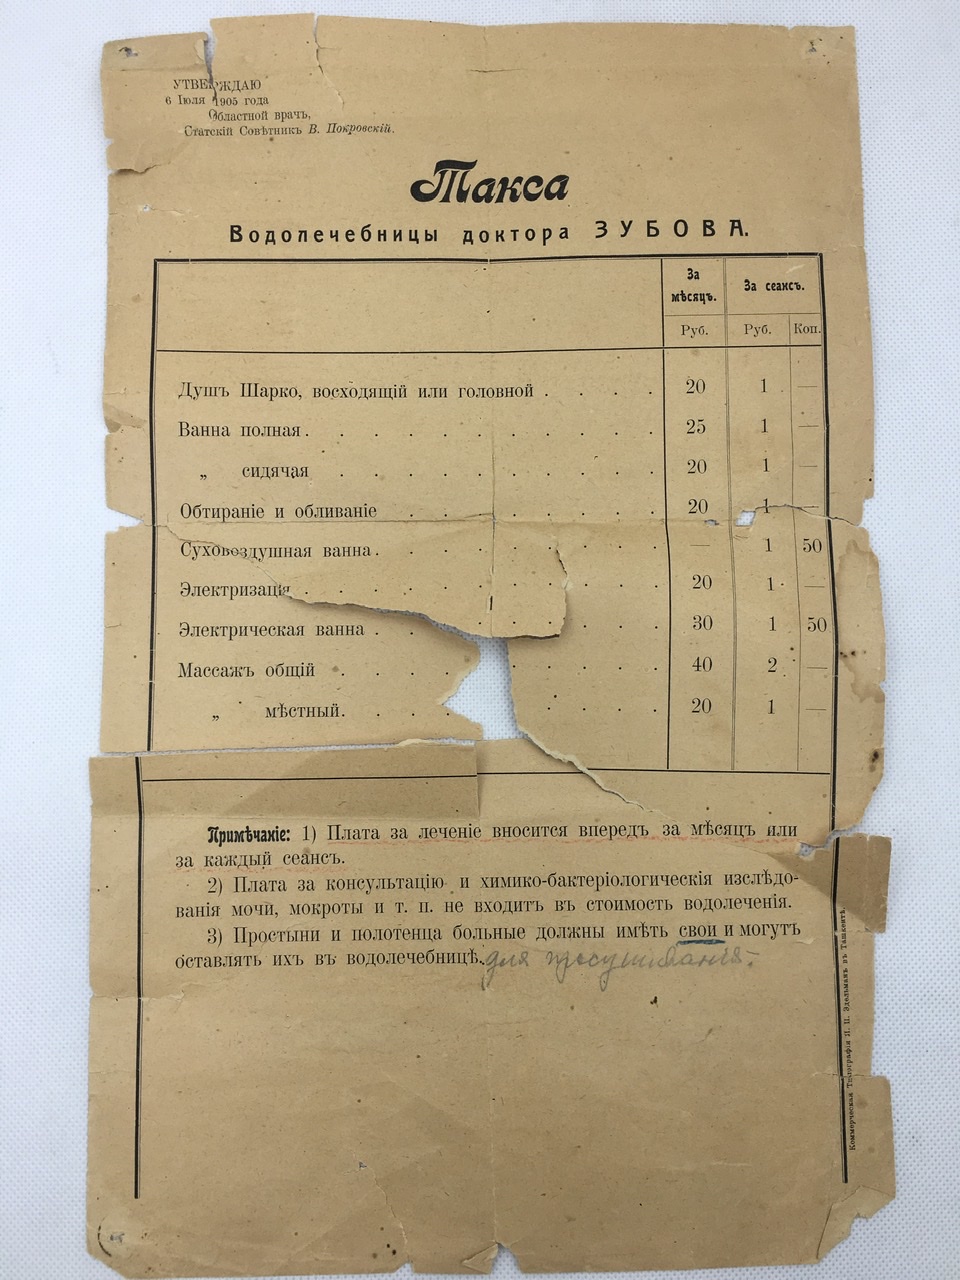 УТВЕРЖДАЮ
6 Іюля 1905 года
Областной врачъ,
Статскій Совѣтникъ В. Покровскій.
Такса
Водолечебницы доктора ЗУБОВА.
За мѣсяцъ. За сеансъ.
Руб. Руб. Коп.
Душъ Шарко, восходящій или головной . . . . 20 1 —
Ванна полная . . . . . . . . . . 25 1 —
„ сидячая . . . . . . . . . 20 1 —
Обтираніе и обливаніе . . . . . . . 20 1 —
Суховоздушная ванна . . . . . . . . — 1 50
Электризація . . . . . . . . . . 20 1 —
Электрическая ванна . . . . . . . . 30 1 50
Массажъ общій . . . . . . . . 40 2 —
„ мѣстный. . . . . . . . 20 1 —
Примѣчаніе: 1) Плата за леченіе вносится впередъ за мѣсяцъ или
за каждый сеансъ.
2) Плата за консультацію и химико-бактеріологическія изслѣдо-
ванія мочи, мокроты и т. п. не входитъ въ стоимость водолеченія.
3) Простыни и полотенца больные должны имѣть свои и могутъ
оставлять ихъ въ водолечебницѣ. для просушиванія.
Коммерческая Типографія Я. П. Эдельманъ въ Ташкентѣ.